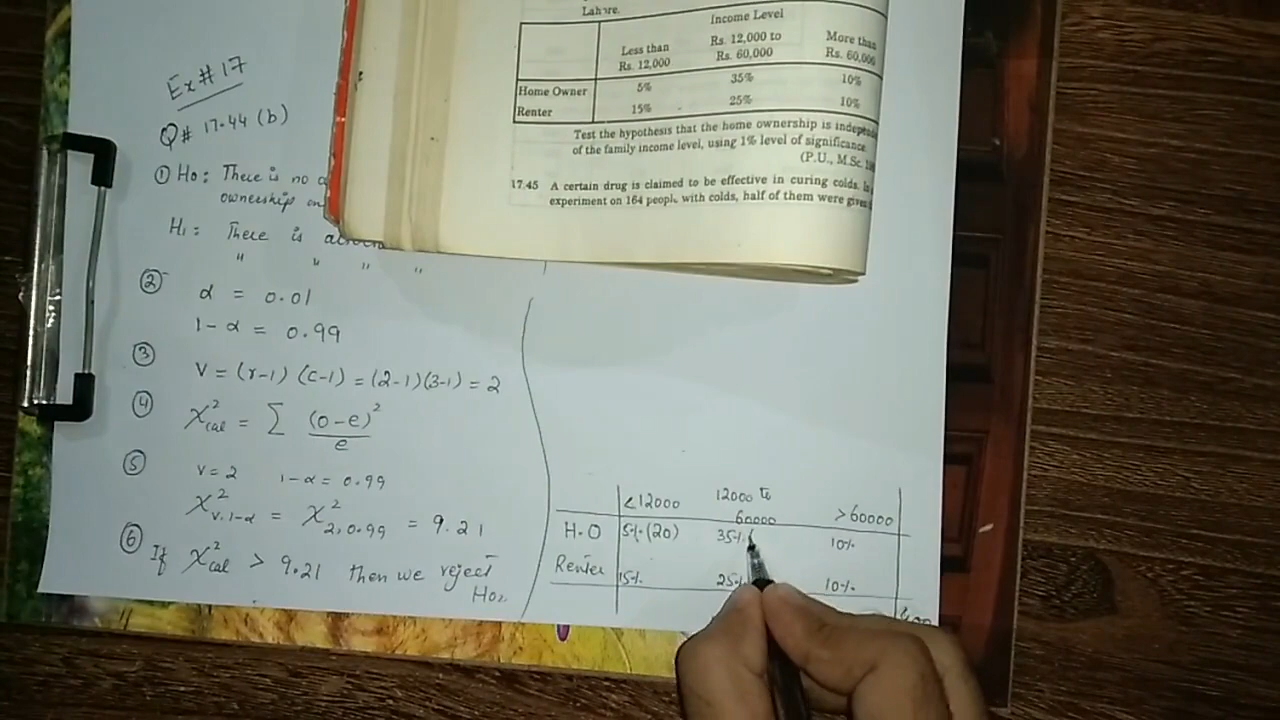 Lahore.
Income Level
Less than Rs. 12,000 to More than
Rs. 12,000 Rs. 60,000 Rs. 60,000
Home Owner 5% 35% 10%
Renter 15% 25% 10%
Test the hypothesis that the home ownership is
of the family income level, using 1% level of significance
(P.U., M.Sc.
17.45 A certain drug is claimed to be effective in curing colds.
experiment on 164 people with colds, half of them were given
Ex # 17
Q# 17.44 (b)
① Ho : There is no
ownership
H1 : There is
" " " "
②
α = 0.01
1-α = 0.99
③
v = (r-1) (c-1) = (2-1)(3-1) = 2
④
χ²cal = Σ (o-e)²/e
⑤
v = 2 1-α = 0.99
χ²v,1-α = χ²2,0.99 = 9.21
⑥ If χ²cal > 9.21 then we reject
Ho
<12000 12000 to
60000 >60000
H.O 5% (20) 35% ( 10%
Renter 15% 25% 10%